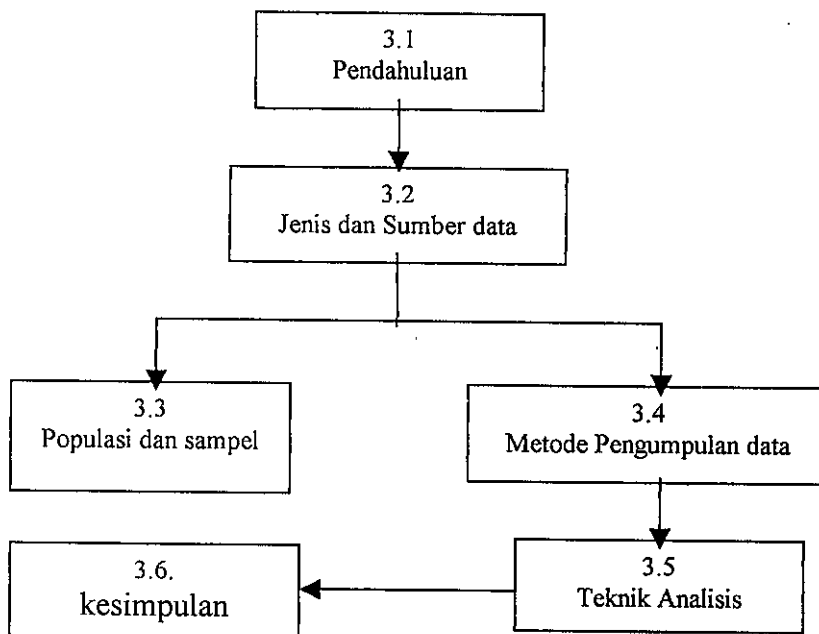 3.1
Pendahuluan
3.2
Jenis dan Sumber data
3.3
Populasi dan sampel
3.4
Metode Pengumpulan data
3.5
Teknik Analisis
3.6.
kesimpulan